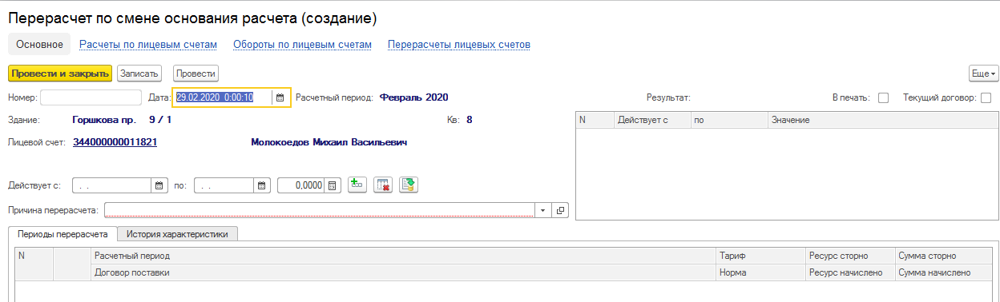 Перерасчет по смене основания расчета (создание)
Основное Расчеты по лицевым счетам Обороты по лицевым счетам Перерасчеты лицевых счетов
Провести и закрыть Записать Провести Еще
Номер: Дата: 29.02.2020 0:00:10 Расчетный период: Февраль 2020 Результат: В печать: Текущий договор:
Здание: Горшкова пр. 9 / 1 Кв: 8
N Действует с по Значение
Лицевой счет: 344000000011821 Молокоедов Михаил Васильевич
Действует с: . . по: . . 0,0000
Причина перерасчета:
Периоды перерасчета История характеристики
N Расчетный период Тариф Ресурс сторно Сумма сторно
Договор поставки Норма Ресурс начислено Сумма начислено